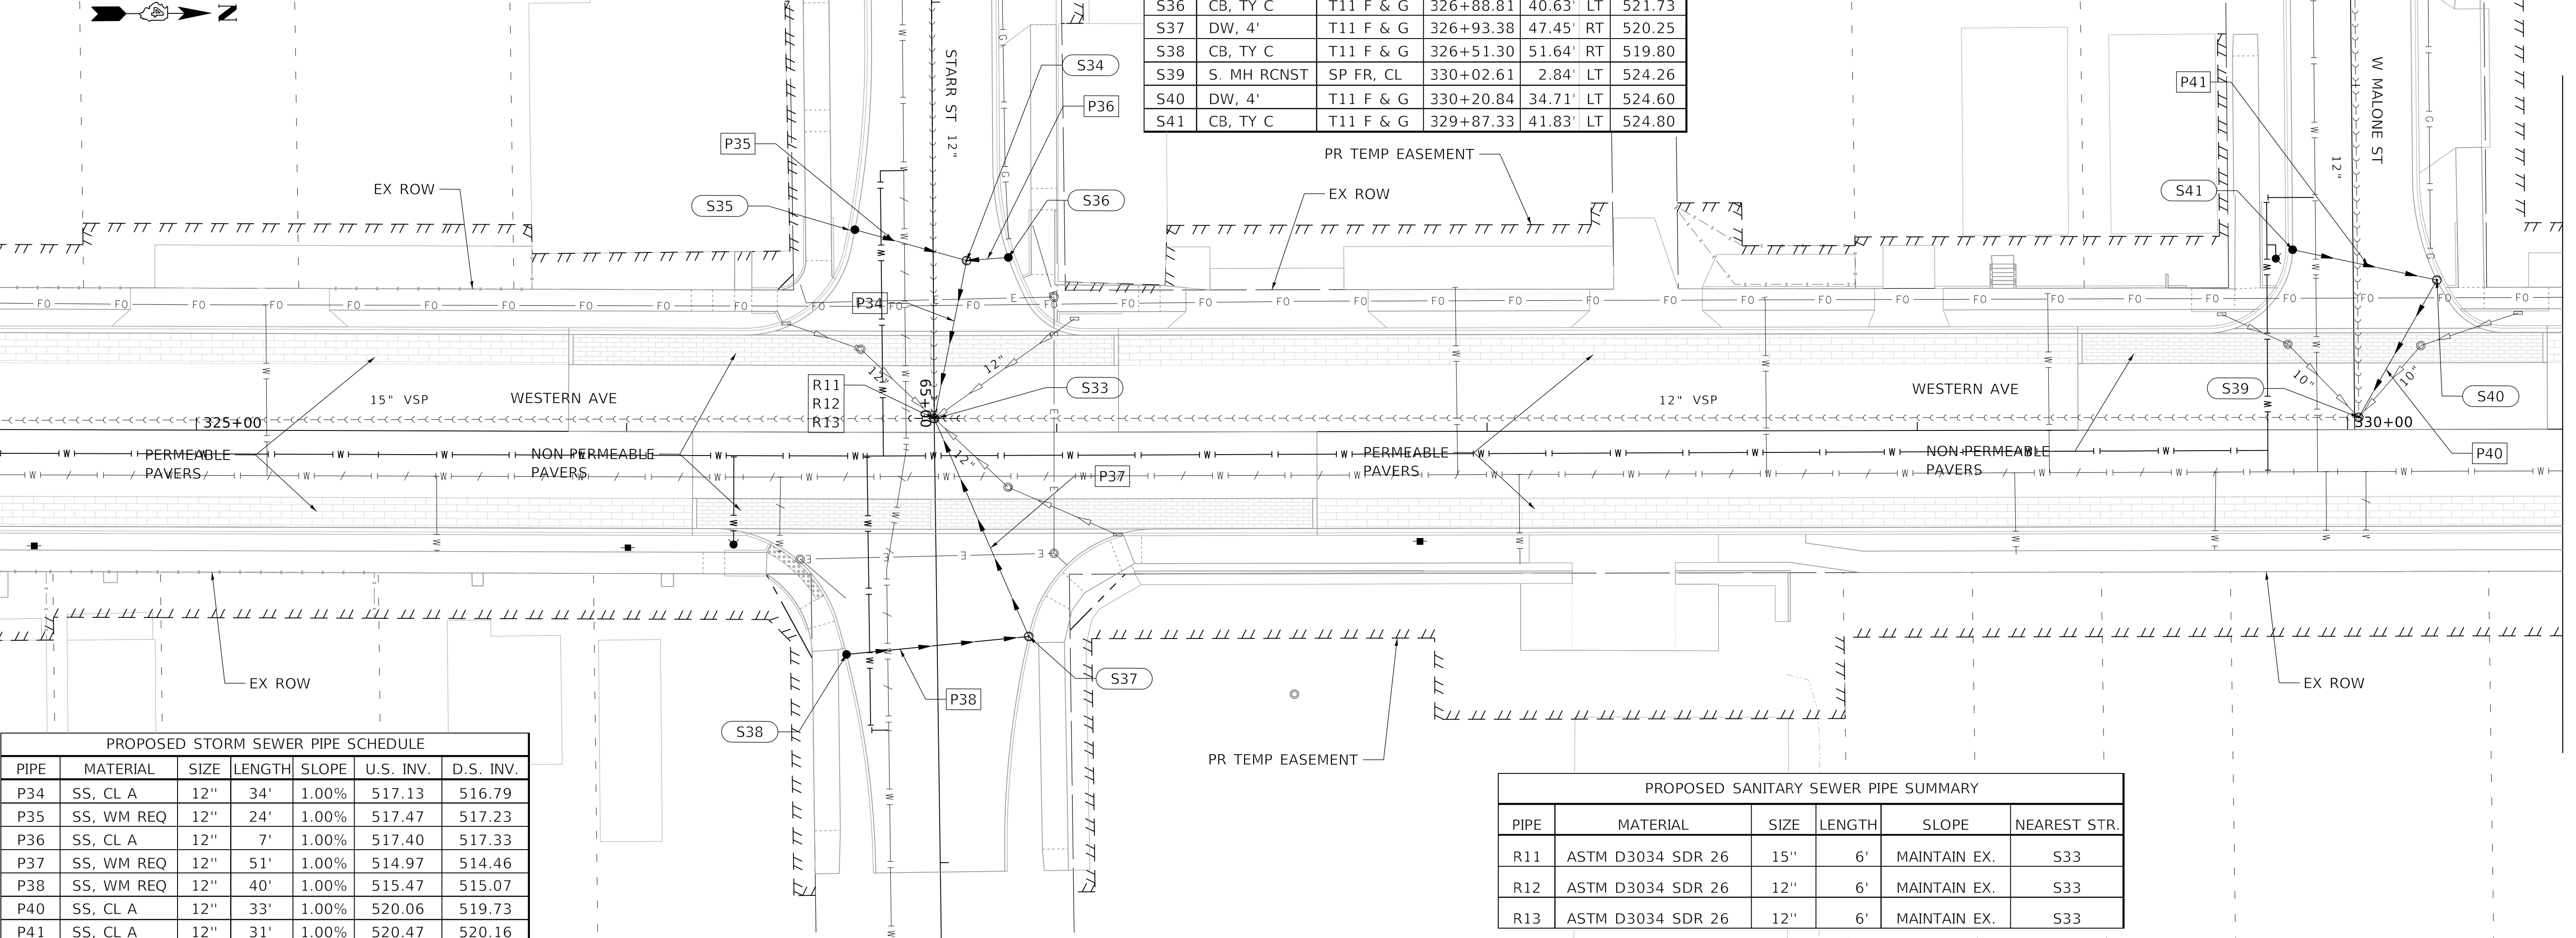 N
S36 CB, TY C T11 F & G 326+88.81 40.63' LT 521.73
S37 DW, 4' T11 F & G 326+93.38 47.45' RT 520.25
S38 CB, TY C T11 F & G 326+51.30 51.64' RT 519.80
S39 S. MH RCNST SP FR, CL 330+02.61 2.84' LT 524.26
S40 DW, 4' T11 F & G 330+20.84 34.71' LT 524.60
S41 CB, TY C T11 F & G 329+87.33 41.83' LT 524.80
STARR ST 12"
W MALONE ST
12"
S34
P36
P35
S36
S35
P34
EX ROW
PR TEMP EASEMENT
EX ROW
P41
S41
FO FO FO FO FO FO FO FO FO FO FO
E
12"
12"
R11
R12
R13
65+00
S33
15" VSP
WESTERN AVE
325+00
12" VSP
WESTERN AVE
10"
10"
S39
S40
330+00
P40
PERMEABLE
PAVERS
NON-PERMEABLE
PAVERS
12"
P37
PERMEABLE
PAVERS
NON-PERMEABLE
PAVERS
W W W W W W W W W
E E E
EX ROW
S38
P38
S37
PR TEMP EASEMENT
EX ROW
PROPOSED STORM SEWER PIPE SCHEDULE
PIPE MATERIAL SIZE LENGTH SLOPE U.S. INV. D.S. INV.
P34 SS, CL A 12'' 34' 1.00% 517.13 516.79
P35 SS, WM REQ 12'' 24' 1.00% 517.47 517.23
P36 SS, CL A 12'' 7' 1.00% 517.40 517.33
P37 SS, WM REQ 12'' 51' 1.00% 514.97 514.46
P38 SS, WM REQ 12'' 40' 1.00% 515.47 515.07
P40 SS, CL A 12'' 33' 1.00% 520.06 519.73
P41 SS, CL A 12'' 31' 1.00% 520.47 520.16
PROPOSED SANITARY SEWER PIPE SUMMARY
PIPE MATERIAL SIZE LENGTH SLOPE NEAREST STR.
R11 ASTM D3034 SDR 26 15'' 6' MAINTAIN EX. S33
R12 ASTM D3034 SDR 26 12'' 6' MAINTAIN EX. S33
R13 ASTM D3034 SDR 26 12'' 6' MAINTAIN EX. S33